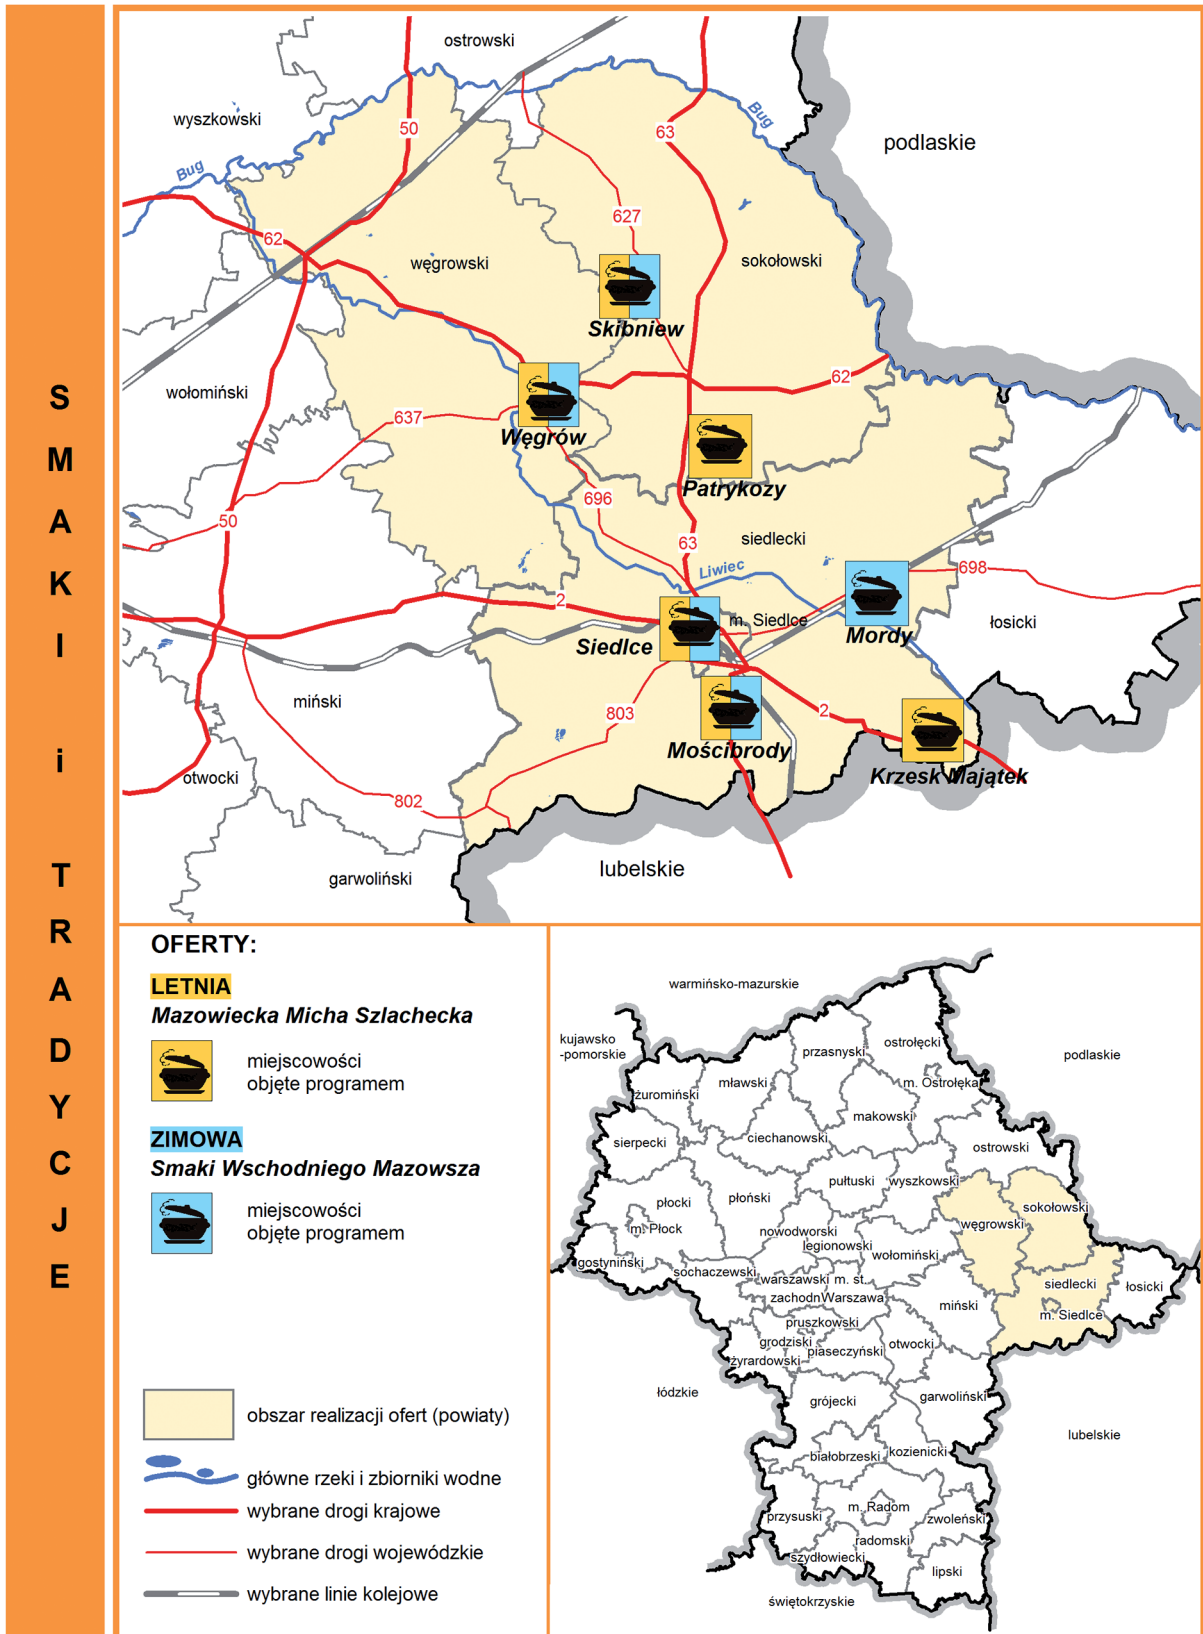 SMAKI i TRADYCJE
ostrowski
wyszkowski
50
63
Bug
podlaskie
Bug
627
62
węgrowski
sokołowski
Skibniew
wołomiński
62
637
Węgrów
Patrykozy
696
50
63
siedlecki
Liwiec
698
2
m. Siedlce
Mordy
łosicki
Siedlce
miński
803
2
Mościbrody
otwocki
Krzesk Majątek
802
garwoliński
lubelskie
OFERTY:
LETNIA
Mazowiecka Micha Szlachecka
miejscowości
objęte programem
ZIMOWA
Smaki Wschodniego Mazowsza
miejscowości
objęte programem
obszar realizacji ofert (powiaty)
główne rzeki i zbiorniki wodne
wybrane drogi krajowe
wybrane drogi wojewódzkie
wybrane linie kolejowe
warmińsko-mazurskie
kujawsko
-pomorskie
przasnyski
ostrołęcki
podlaskie
żuromiński
mławski
m. Ostrołęka
makowski
sierpecki
ciechanowski
ostrowski
płocki
płoński
pułtuski
wyszkowski
sokołowski
m. Płock
nowodworski
węgrowski
legionowski
wołomiński
gostyniński
sochaczewski
warszawski
m. st.
siedlecki
łosicki
zachodni
Warszawa
miński
m. Siedlce
pruszkowski
grodziski
piaseczyński
otwocki
żyrardowski
łódzkie
grójecki
garwoliński
lubelskie
białobrzeski
kozienicki
przysuski
m. Radom
zwoleński
radomski
szydłowiecki
lipski
świętokrzyskie